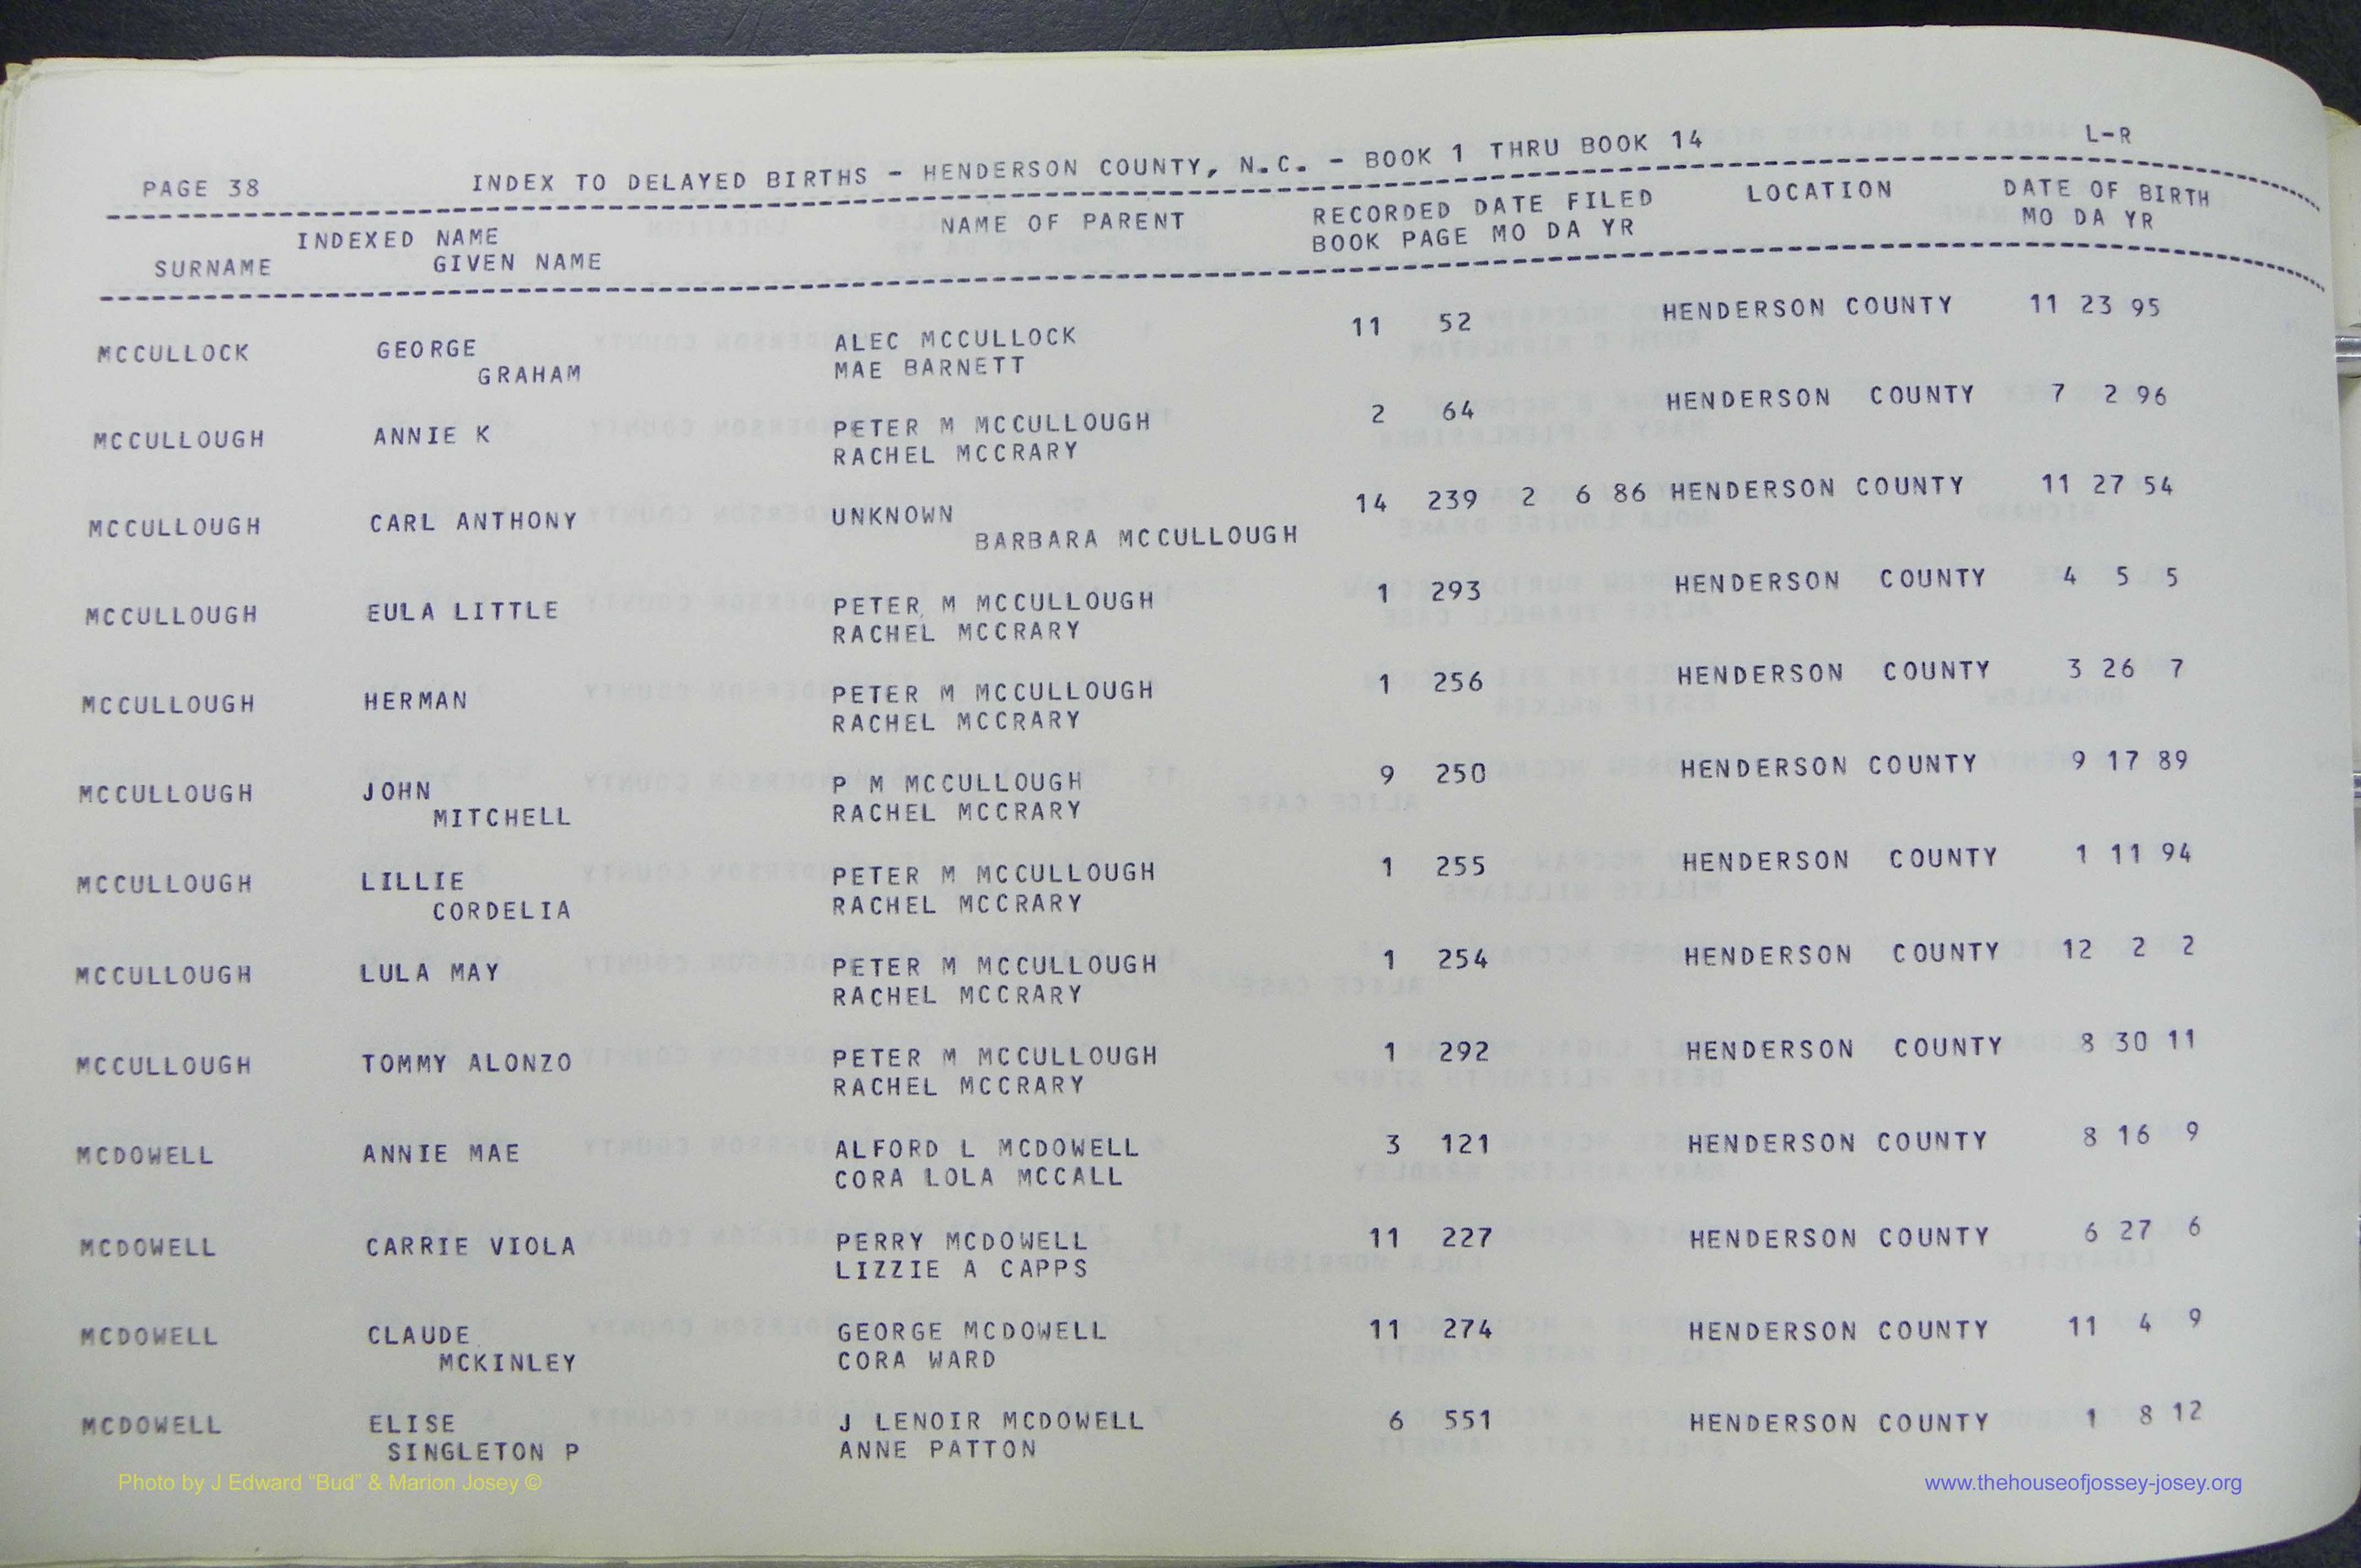 PAGE 38 INDEX TO DELAYED BIRTHS - HENDERSON COUNTY, N.C. - BOOK 1 THRU BOOK 14 L-R
INDEXED NAME NAME OF PARENT RECORDED DATE FILED LOCATION DATE OF BIRTH
SURNAME GIVEN NAME BOOK PAGE MO DA YR MO DA YR
MCCULLOCK GEORGE ALEC MCCULLOCK 11 52 HENDERSON COUNTY 11 23 95
GRAHAM MAE BARNETT
MCCULLOUGH ANNIE K PETER M MCCULLOUGH 2 64 HENDERSON COUNTY 7 2 96
RACHEL MCCRARY
MCCULLOUGH CARL ANTHONY UNKNOWN 14 239 2 6 86 HENDERSON COUNTY 11 27 54
BARBARA MCCULLOUGH
MCCULLOUGH EULA LITTLE PETER M MCCULLOUGH 1 293 HENDERSON COUNTY 4 5 5
RACHEL MCCRARY
MCCULLOUGH HERMAN PETER M MCCULLOUGH 1 256 HENDERSON COUNTY 3 26 7
RACHEL MCCRARY
MCCULLOUGH JOHN P M MCCULLOUGH 9 250 HENDERSON COUNTY 9 17 89
MITCHELL RACHEL MCCRARY
MCCULLOUGH LILLIE PETER M MCCULLOUGH 1 255 HENDERSON COUNTY 1 11 94
CORDELIA RACHEL MCCRARY
MCCULLOUGH LULA MAY PETER M MCCULLOUGH 1 254 HENDERSON COUNTY 12 2 2
RACHEL MCCRARY
MCCULLOUGH TOMMY ALONZO PETER M MCCULLOUGH 1 292 HENDERSON COUNTY 8 30 11
RACHEL MCCRARY
MCDOWELL ANNIE MAE ALFORD L MCDOWELL 3 121 HENDERSON COUNTY 8 16 9
CORA LOLA MCCALL
MCDOWELL CARRIE VIOLA PERRY MCDOWELL 11 227 HENDERSON COUNTY 6 27 6
LIZZIE A CAPPS
MCDOWELL CLAUDE GEORGE MCDOWELL 11 274 HENDERSON COUNTY 11 4 9
MCKINLEY CORA WARD
MCDOWELL ELISE J LENOIR MCDOWELL 6 551 HENDERSON COUNTY 1 8 12
SINGLETON P ANNE PATTON
Photo by J Edward “Bud” & Marion Josey © www.thehouseofjossey-josey.org